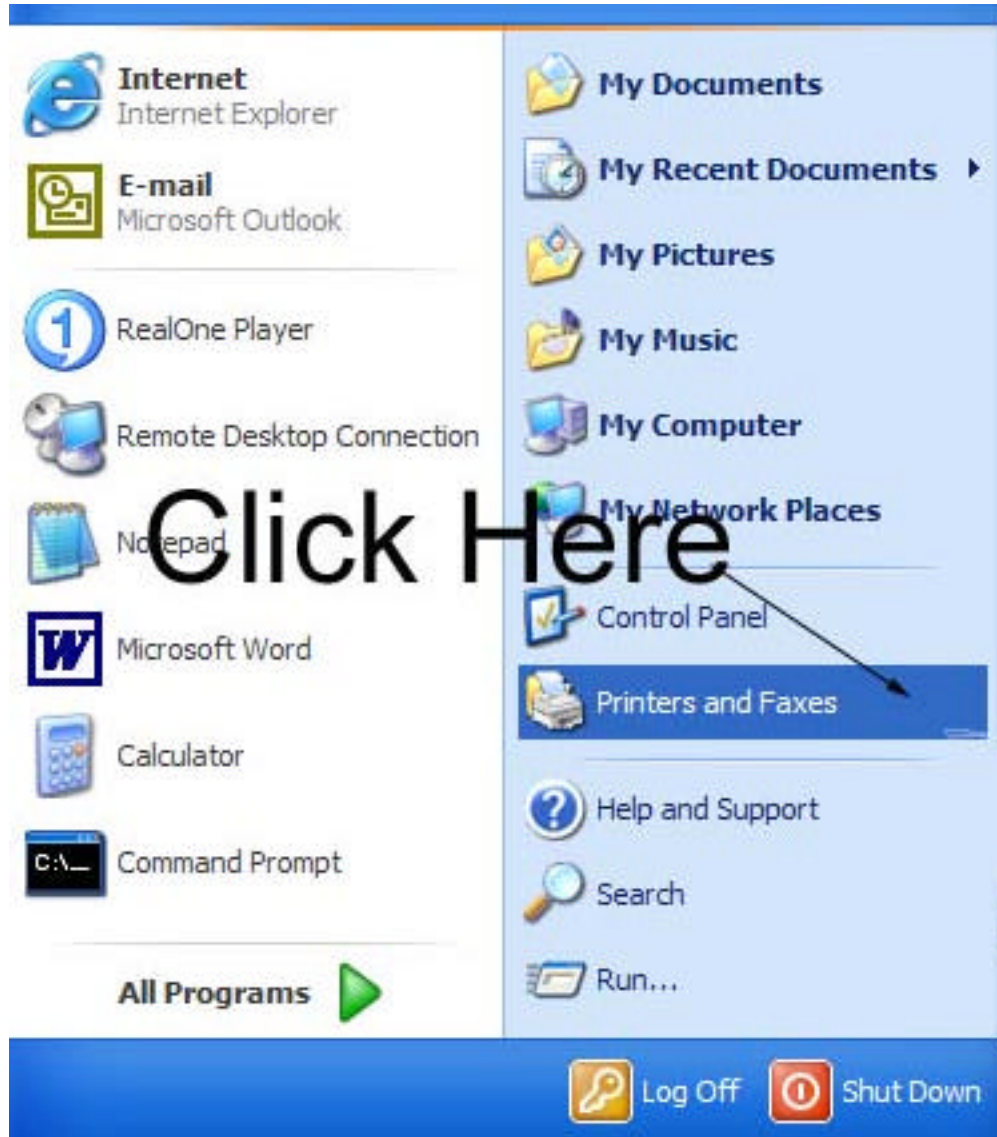 Internet
Internet Explorer
E-mail
Microsoft Outlook
RealOne Player
Remote Desktop Connection
Notepad
Microsoft Word
Calculator
C:\_
Command Prompt
All Programs
My Documents
My Recent Documents
My Pictures
My Music
My Computer
My Network Places
Click Here
Control Panel
Printers and Faxes
Help and Support
Search
Run...
Log Off
Shut Down